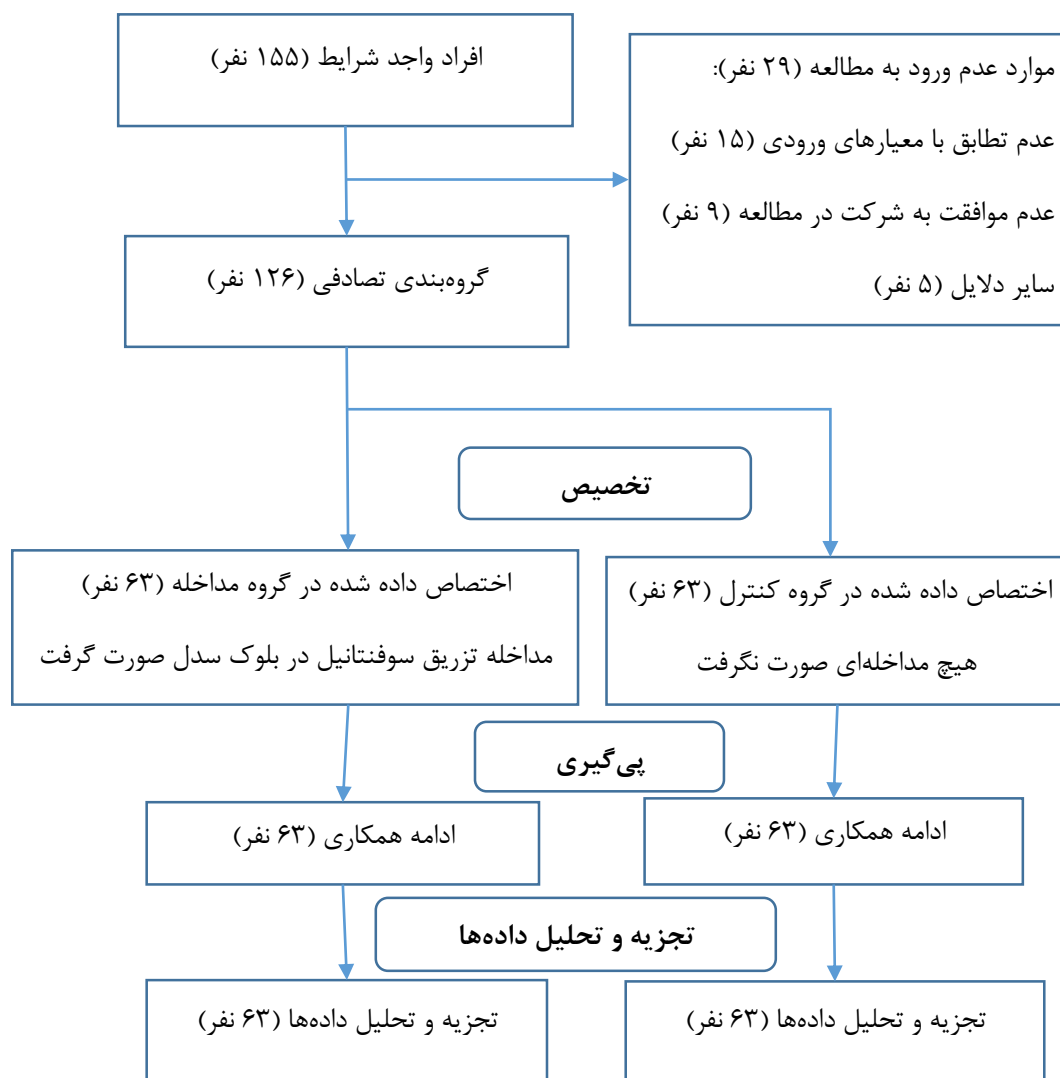 افراد واجد شرایط (۱۵۵ نفر)
موارد عدم ورود به مطالعه (۲۹ نفر):
عدم تطابق با معیارهای ورودی (۱۵ نفر)
عدم موافقت به شرکت در مطالعه (۹ نفر)
سایر دلایل (۵ نفر)
گروه‌بندی تصادفی (۱۲۶ نفر)
تخصیص
اختصاص داده شده در گروه کنترل (۶۳ نفر)
هیچ مداخله‌ای صورت نگرفت
اختصاص داده شده در گروه مداخله (۶۳ نفر)
مداخله تزریق سوفنتانیل در بلوک سدل صورت گرفت
پی‌گیری
ادامه همکاری (۶۳ نفر)
ادامه همکاری (۶۳ نفر)
تجزیه و تحلیل داده‌ها
تجزیه و تحلیل داده‌ها (۶۳ نفر)
تجزیه و تحلیل داده‌ها (۶۳ نفر)